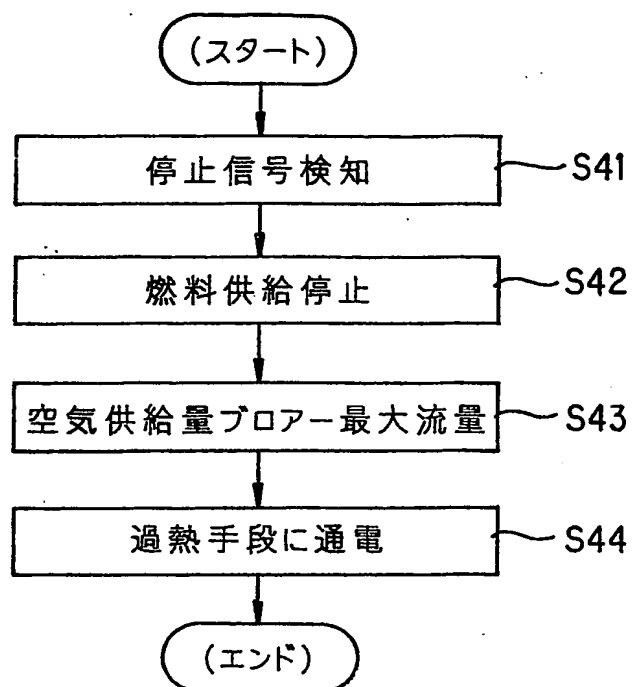 (スタート)
停止信号検知 S41
燃料供給停止 S42
空気供給量ブロアー最大流量 S43
過熱手段に通電 S44
(エンド)